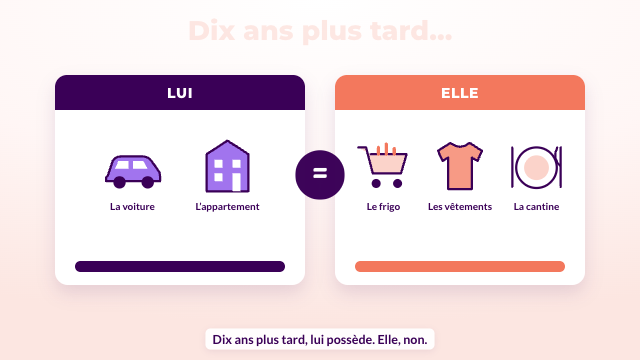 Dix ans plus tard...
LUI
ELLE
La voiture
L'appartement
=
Le frigo
Les vêtements
La cantine
Dix ans plus tard, lui possède. Elle, non.